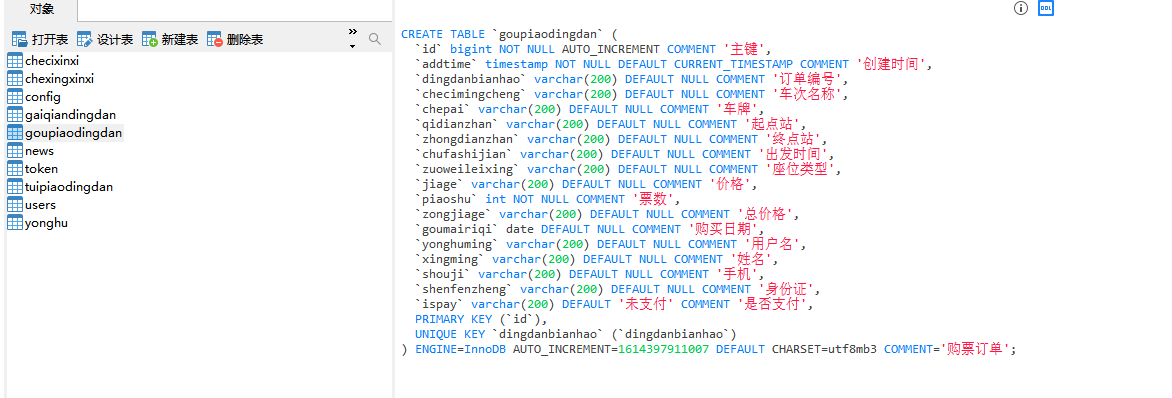 对象
打开表 设计表 新建表 删除表 »
checixinxi
chexingxinxi
config
gaiqiandingdan
goupiaodingdan
news
token
tuipiaodingdan
users
yonghu
DDL
CREATE TABLE `goupiaodingdan` (
`id` bigint NOT NULL AUTO_INCREMENT COMMENT '主键',
`addtime` timestamp NOT NULL DEFAULT CURRENT_TIMESTAMP COMMENT '创建时间',
`dingdanbianhao` varchar(200) DEFAULT NULL COMMENT '订单编号',
`checimingcheng` varchar(200) DEFAULT NULL COMMENT '车次名称',
`chepai` varchar(200) DEFAULT NULL COMMENT '车牌',
`qidianzhan` varchar(200) DEFAULT NULL COMMENT '起点站',
`zhongdianzhan` varchar(200) DEFAULT NULL COMMENT '终点站',
`chufashijian` varchar(200) DEFAULT NULL COMMENT '出发时间',
`zuoweileixing` varchar(200) DEFAULT NULL COMMENT '座位类型',
`jiage` varchar(200) DEFAULT NULL COMMENT '价格',
`piaoshu` int NOT NULL COMMENT '票数',
`zongjiage` varchar(200) DEFAULT NULL COMMENT '总价格',
`goumairiqi` date DEFAULT NULL COMMENT '购买日期',
`yonghuming` varchar(200) DEFAULT NULL COMMENT '用户名',
`xingming` varchar(200) DEFAULT NULL COMMENT '姓名',
`shouji` varchar(200) DEFAULT NULL COMMENT '手机',
`shenfenzheng` varchar(200) DEFAULT NULL COMMENT '身份证',
`ispay` varchar(200) DEFAULT '未支付' COMMENT '是否支付',
PRIMARY KEY (`id`),
UNIQUE KEY `dingdanbianhao` (`dingdanbianhao`)
) ENGINE=InnoDB AUTO_INCREMENT=1614397911007 DEFAULT CHARSET=utf8mb3 COMMENT='购票订单';